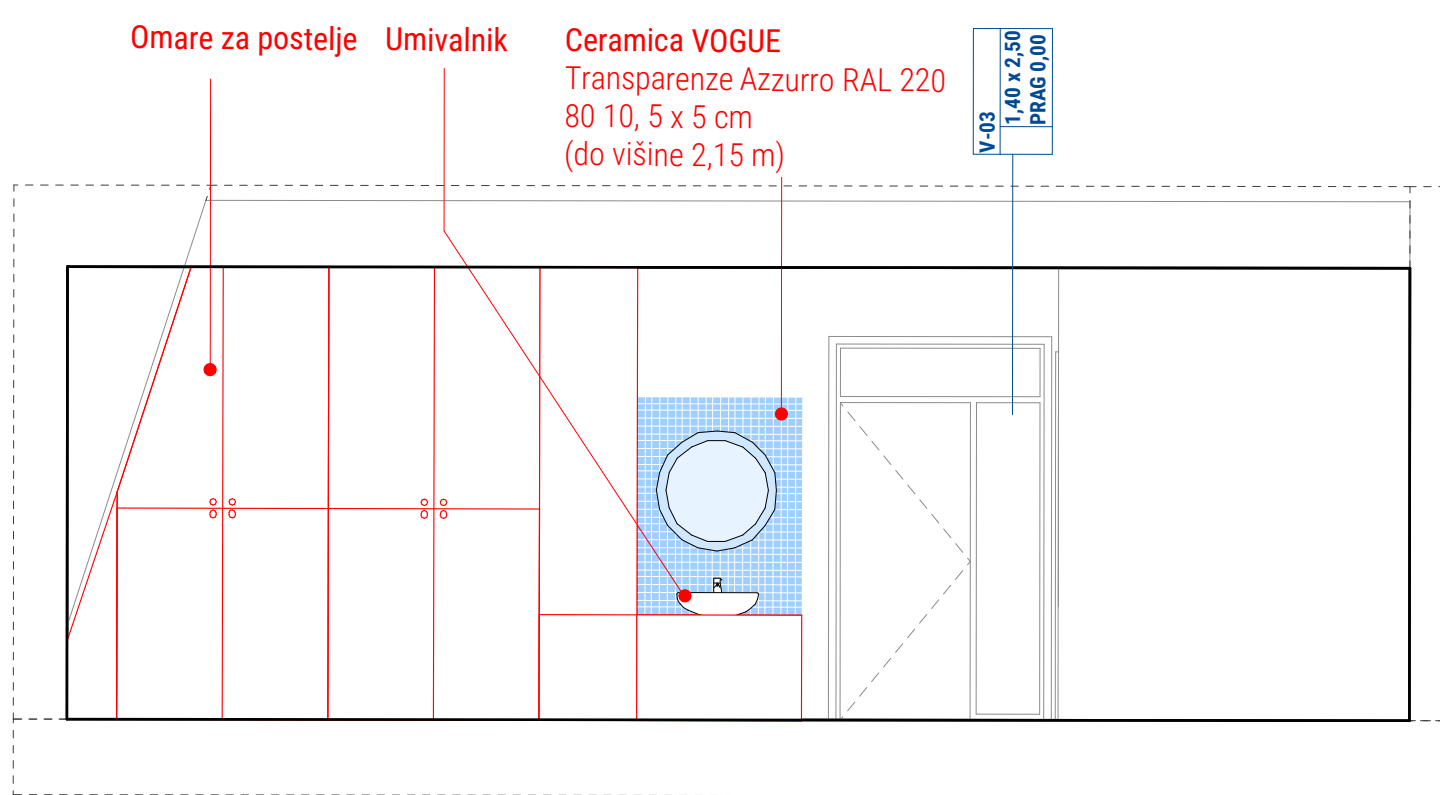 Omare za postelje
Umivalnik
Ceramica VOGUE
Transparenze Azzurro RAL 220
80 10, 5 x 5 cm
(do višine 2,15 m)
V-03
1,40 x 2,50
PRAG 0,00